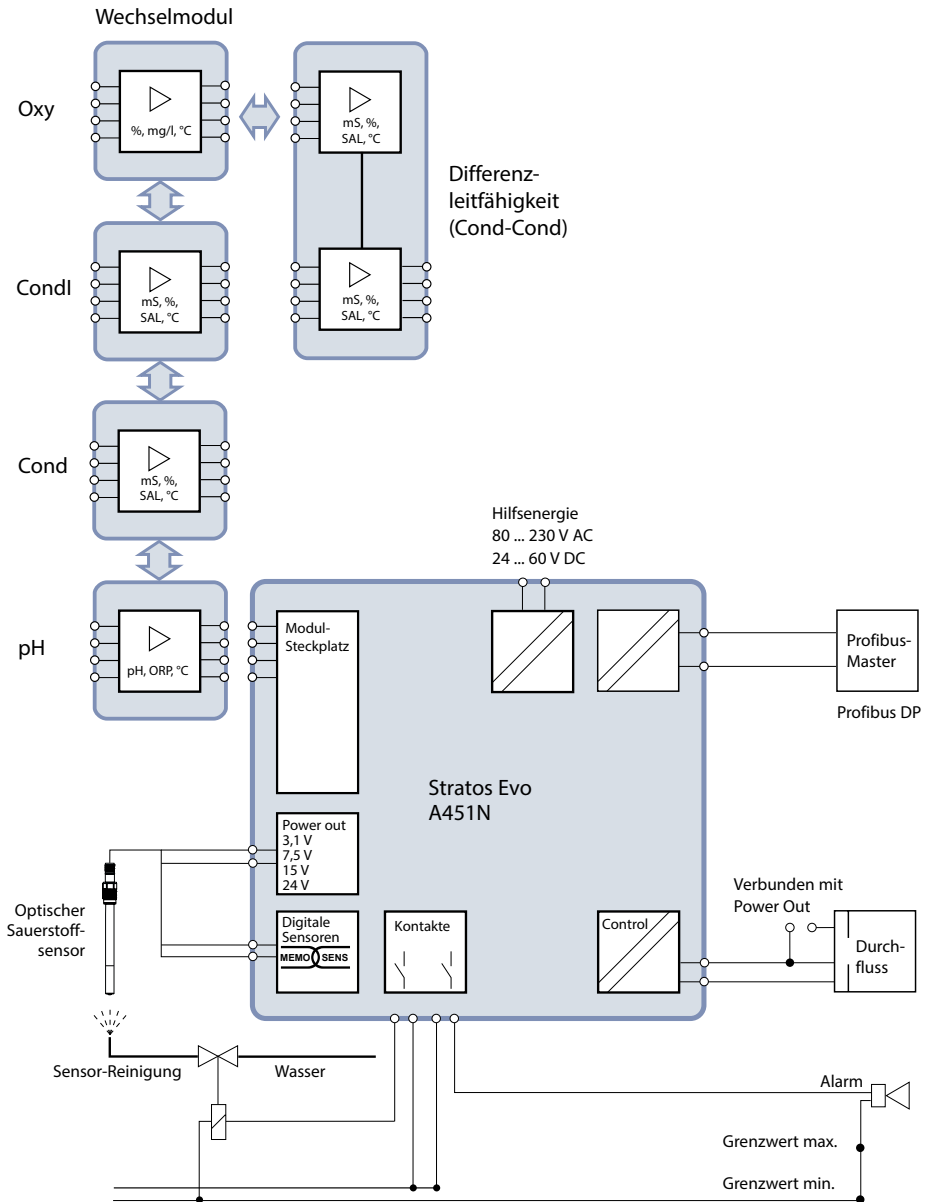 Wechselmodul
Oxy
%, mg/l, °C
mS, %,
SAL, °C
Differenz-
leitfähigkeit
(Cond-Cond)
CondI
mS, %,
SAL, °C
mS, %,
SAL, °C
Cond
mS, %,
SAL, °C
Hilfsenergie
80 ... 230 V AC
24 ... 60 V DC
pH
pH, ORP, °C
Modul-
Steckplatz
Profibus-
Master
Profibus DP
Stratos Evo
A451N
Power out
3,1 V
7,5 V
15 V
24 V
Optischer
Sauerstoff-
sensor
Digitale
Sensoren
MEMO SENS
Kontakte
Control
Verbunden mit
Power Out
Durch-
fluss
Sensor-Reinigung
Wasser
Alarm
Grenzwert max.
Grenzwert min.